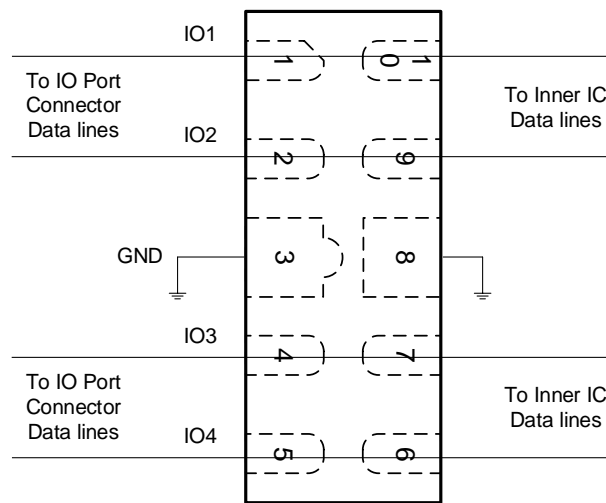 IO1
1
10
To IO Port
Connector
Data lines
To Inner IC
Data lines
IO2
2
9
GND
3
8
IO3
4
7
To IO Port
Connector
Data lines
To Inner IC
Data lines
IO4
5
6